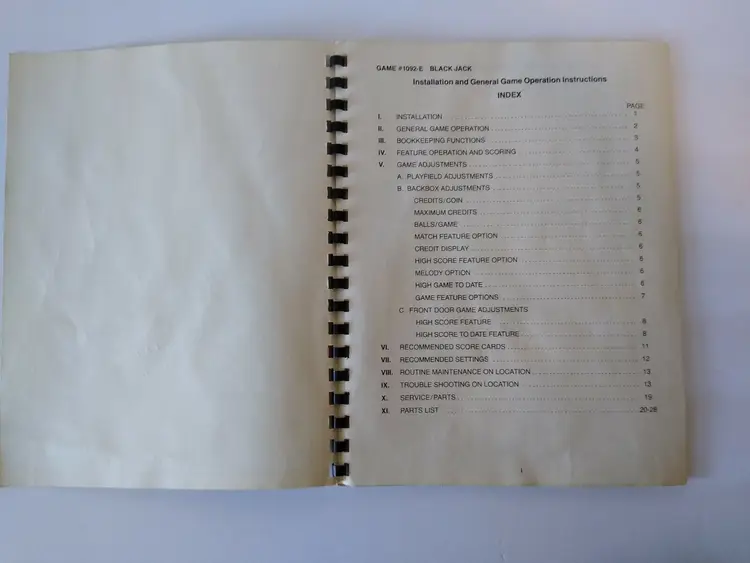 GAME #1092-E BLACK JACK
Installation and General Game Operation Instructions
INDEX
PAGE
I. INSTALLATION 1
II. GENERAL GAME OPERATION 2
III. BOOKKEEPING FUNCTIONS 3
IV. FEATURE OPERATION AND SCORING 4
V. GAME ADJUSTMENTS 5
A. PLAYFIELD ADJUSTMENTS 5
B. BACKBOX ADJUSTMENTS 5
CREDITS/COIN 5
MAXIMUM CREDITS 6
BALLS/GAME 6
MATCH FEATURE OPTION 6
CREDIT DISPLAY 6
HIGH SCORE FEATURE OPTION 6
MELODY OPTION 6
HIGH GAME TO DATE 6
GAME FEATURE OPTIONS 7
C. FRONT DOOR GAME ADJUSTMENTS
HIGH SCORE FEATURE 8
HIGH SCORE TO DATE FEATURE 8
VI. RECOMMENDED SCORE CARDS 11
VII. RECOMMENDED SETTINGS 12
VIII. ROUTINE MAINTENANCE ON LOCATION 13
IX. TROUBLE SHOOTING ON LOCATION 13
X. SERVICE/PARTS 19
XI. PARTS LIST 20-28